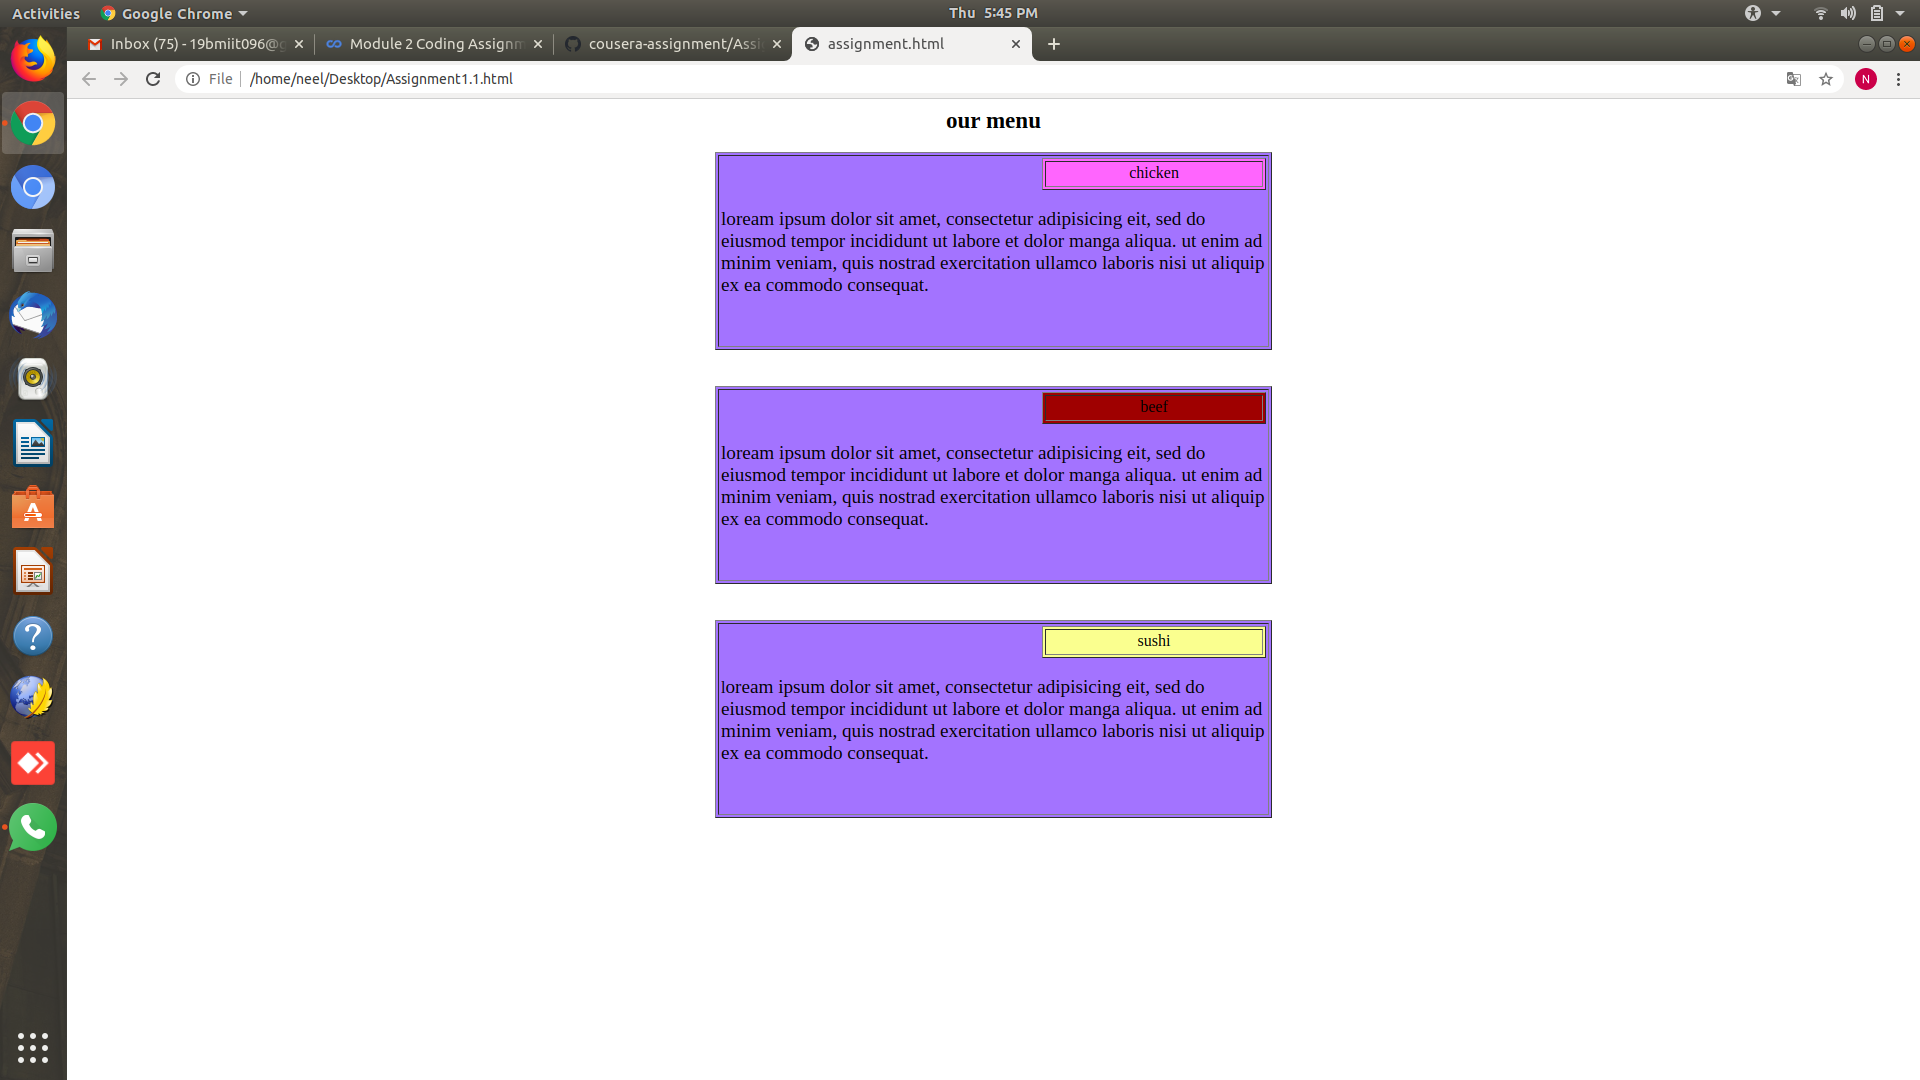 Activities Google Chrome Thu 5:45 PM
Inbox (75) - 19bmiit096@g Module 2 Coding Assignm cousera-assignment/Assi assignment.html
File /home/neel/Desktop/Assignment1.1.html N
our menu
chicken
loream ipsum dolor sit amet, consectetur adipisicing eit, sed do
eiusmod tempor incididunt ut labore et dolor manga aliqua. ut enim ad
minim veniam, quis nostrad exercitation ullamco laboris nisi ut aliquip
ex ea commodo consequat.
beef
loream ipsum dolor sit amet, consectetur adipisicing eit, sed do
eiusmod tempor incididunt ut labore et dolor manga aliqua. ut enim ad
minim veniam, quis nostrad exercitation ullamco laboris nisi ut aliquip
ex ea commodo consequat.
sushi
loream ipsum dolor sit amet, consectetur adipisicing eit, sed do
eiusmod tempor incididunt ut labore et dolor manga aliqua. ut enim ad
minim veniam, quis nostrad exercitation ullamco laboris nisi ut aliquip
ex ea commodo consequat.